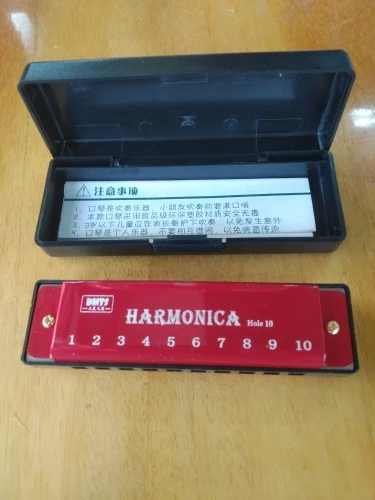 注意事项
1、口琴是吹奏乐器，小朋友吹奏前要漱口哦
2、本款口琴采用食品级环保塑胶材质安全无毒
3、3岁以下儿童应在家长看护下吹奏，以免发生意外
4、口琴是个人乐器，不要相互借阅，以免病菌传染
DMTS
HARMONICA Hole 10
1 2 3 4 5 6 7 8 9 10